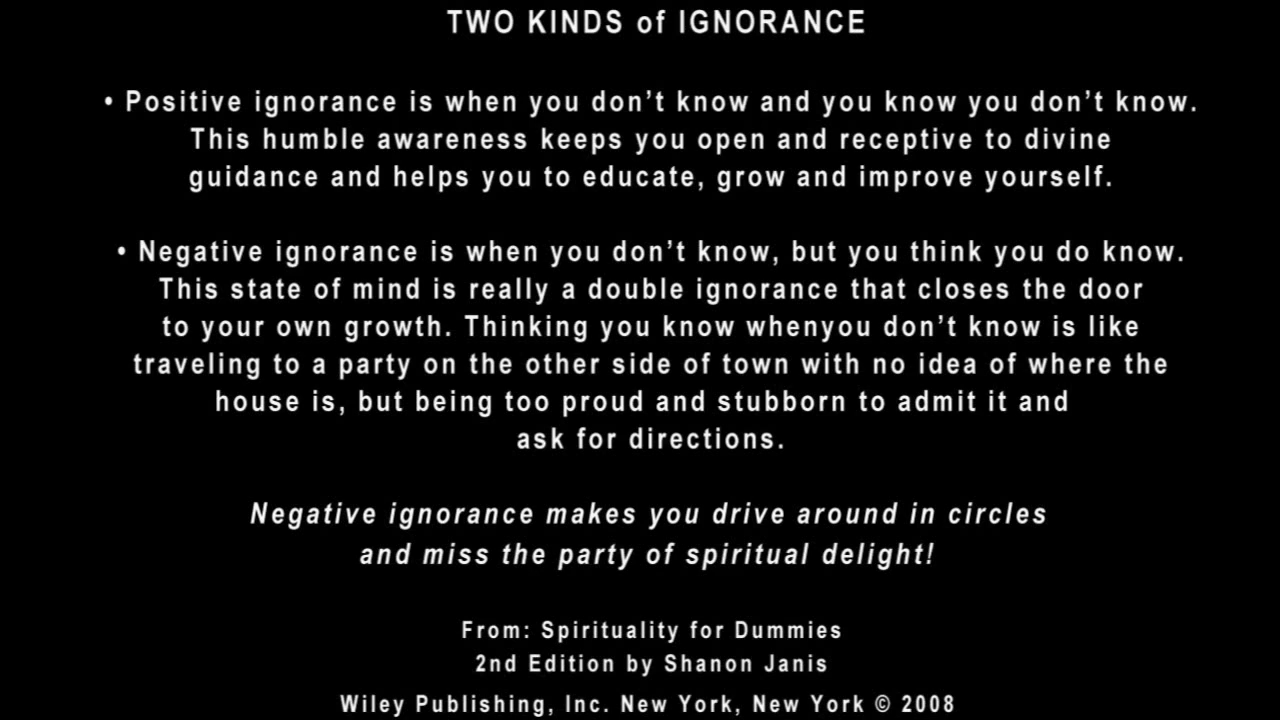 TWO KINDS of IGNORANCE
• Positive ignorance is when you don’t know and you know you don’t know.
This humble awareness keeps you open and receptive to divine
guidance and helps you to educate, grow and improve yourself.
• Negative ignorance is when you don’t know, but you think you do know.
This state of mind is really a double ignorance that closes the door
to your own growth. Thinking you know whenyou don’t know is like
traveling to a party on the other side of town with no idea of where the
house is, but being too proud and stubborn to admit it and
ask for directions.
Negative ignorance makes you drive around in circles
and miss the party of spiritual delight!
From: Spirituality for Dummies
2nd Edition by Shanon Janis
Wiley Publishing, Inc. New York, New York © 2008